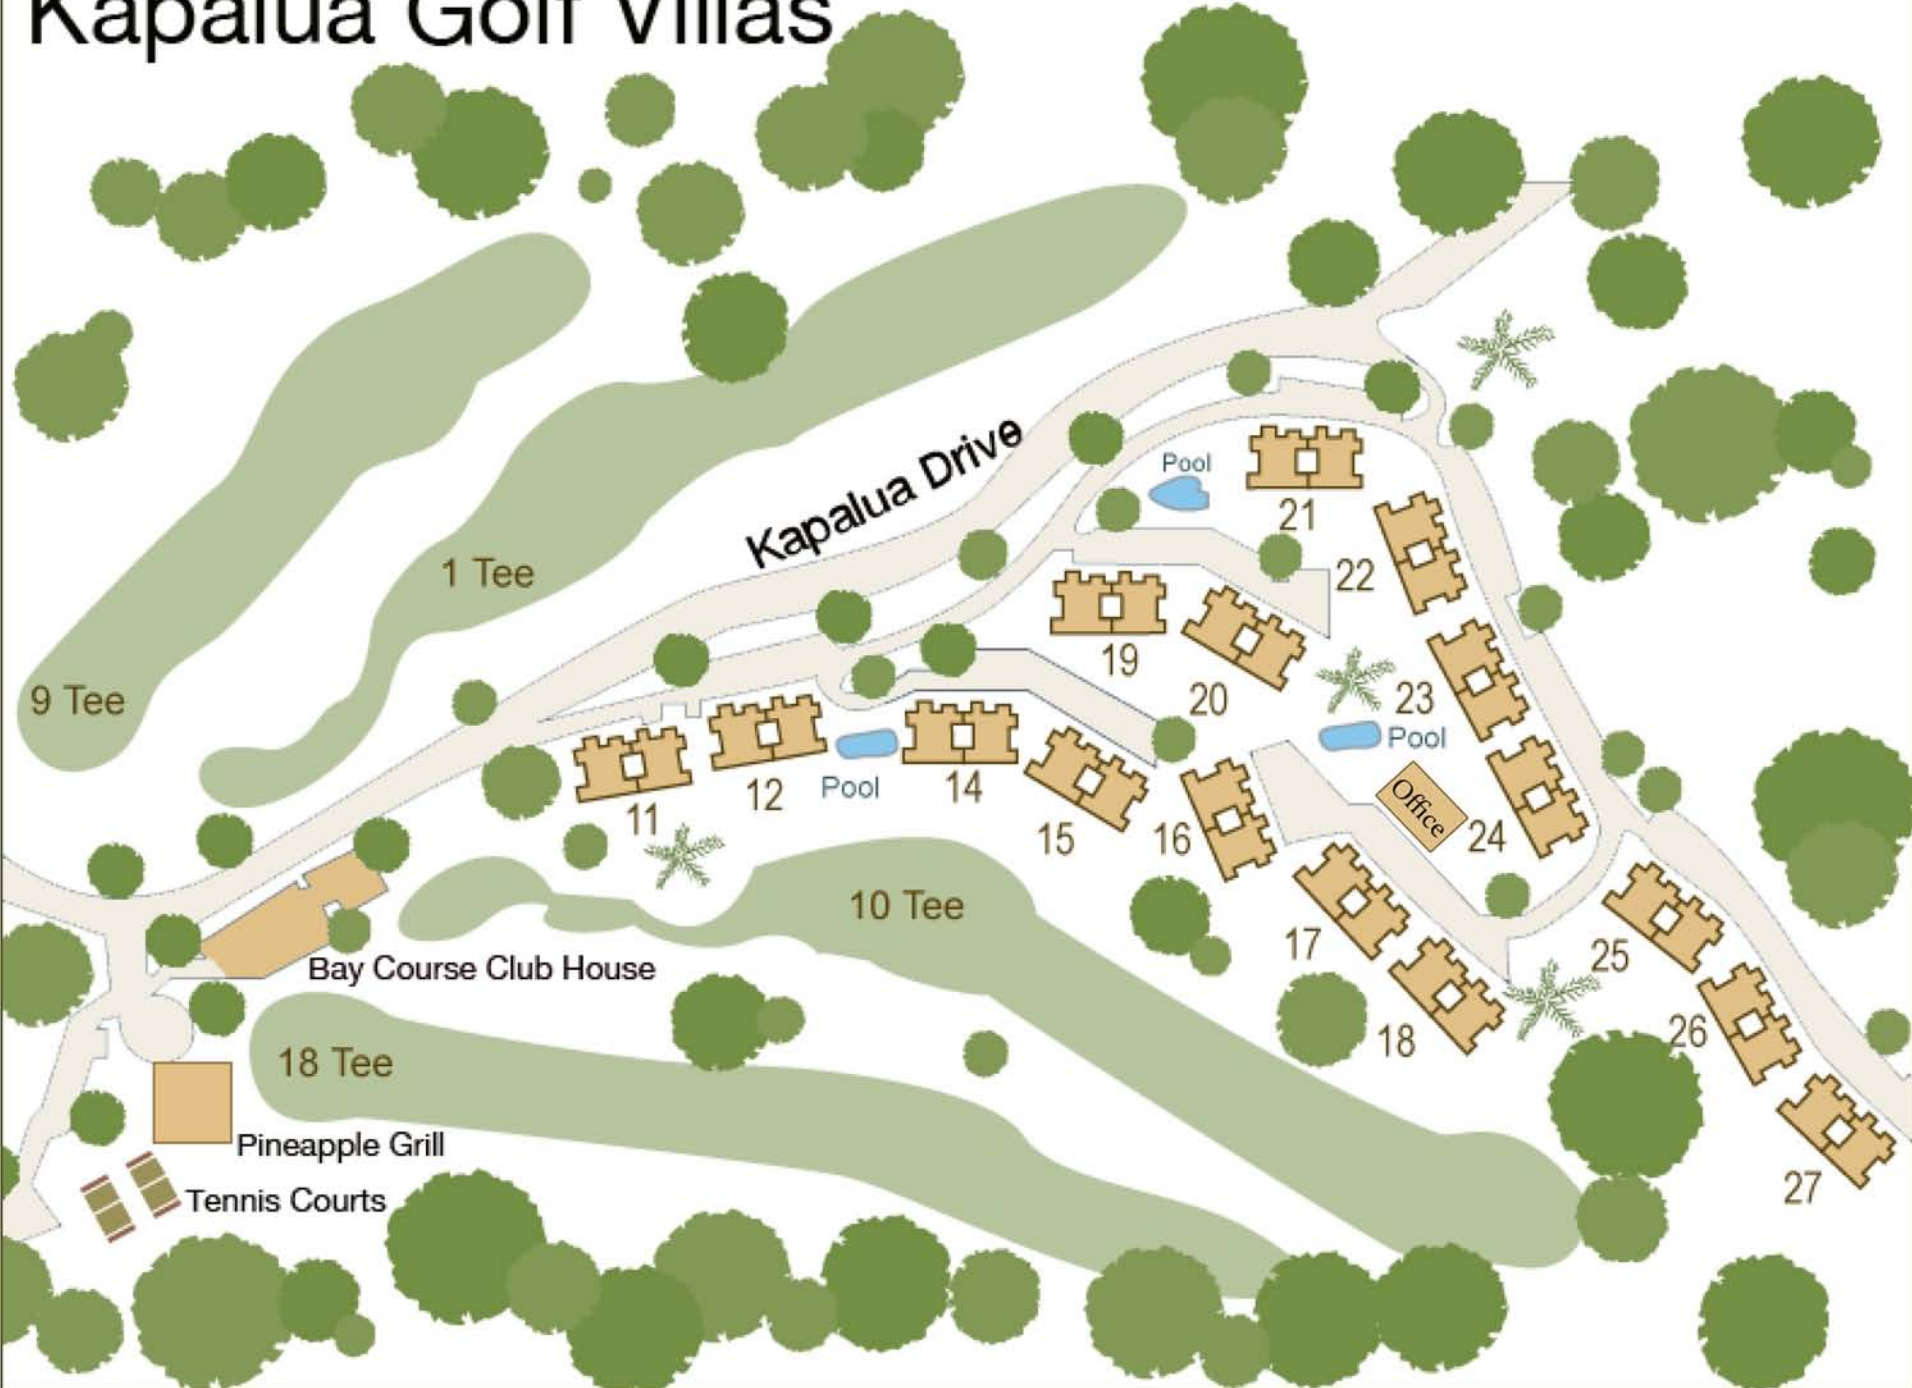 Kapalua Golf Villas
Kapalua Drive
Pool
21
22
1 Tee
19
20
23
9 Tee
Pool
11
12
Pool
14
15
16
Office
24
10 Tee
17
25
Bay Course Club House
18
26
18 Tee
Pineapple Grill
27
Tennis Courts